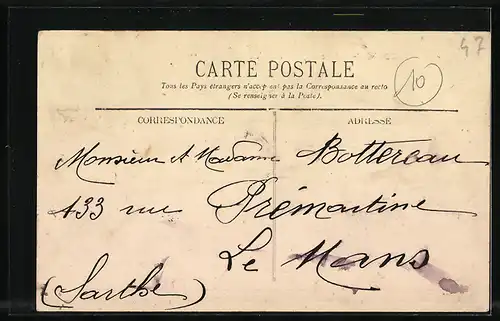 47
CARTE POSTALE
10
Tous les Pays étrangers n'acceptent pas la Correspondance au recto
(Se renseigner à la Poste).
CORRESPONDANCE ADRESSE
Monsieur et Madame Bottereau
133 rue Prémartine
Le Mans
(Sarthe)